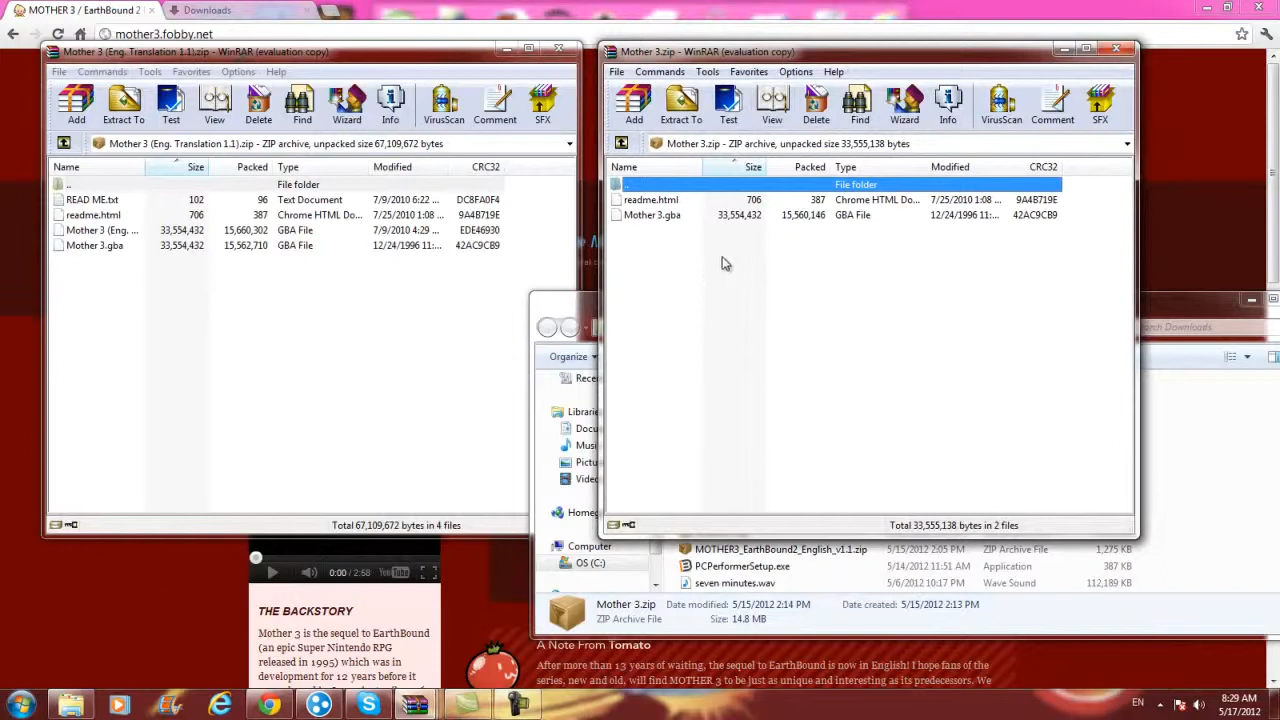 MOTHER 3 / EarthBound 2
Downloads
mother3.fobby.net
Mother 3 (Eng. Translation 1.1).zip - WinRAR (evaluation copy)
File Commands Tools Favorites Options Help
Add Extract To Test View Delete Find Wizard Info VirusScan Comment SFX
Mother 3 (Eng. Translation 1.1).zip - ZIP archive, unpacked size 67,109,672 bytes
Name Size Packed Type Modified CRC32
.. File folder
READ ME.txt 102 96 Text Document 7/9/2010 6:22 ... DC8FA0F4
readme.html 706 387 Chrome HTML Do... 7/25/2010 1:08 ... 9A4B719E
Mother 3 (Eng. ... 33,554,432 15,660,302 GBA File 7/9/2010 4:29 ... EDE46930
Mother 3.gba 33,554,432 15,562,710 GBA File 12/24/1996 11:... 42AC9CB9
Total 67,109,672 bytes in 4 files
Mother 3.zip - WinRAR (evaluation copy)
File Commands Tools Favorites Options Help
Add Extract To Test View Delete Find Wizard Info VirusScan Comment SFX
Mother 3.zip - ZIP archive, unpacked size 33,555,138 bytes
Name Size Packed Type Modified CRC32
.. File folder
readme.html 706 387 Chrome HTML Do... 7/25/2010 1:08 ... 9A4B719E
Mother 3.gba 33,554,432 15,560,146 GBA File 12/24/1996 11:... 42AC9CB9
Total 33,555,138 bytes in 2 files
Search Downloads
Organize
Libraries
Computer
OS (C:)
MOTHER3_EarthBound2_English_v1.1.zip 5/15/2012 2:05 PM ZIP Archive File 1,275 KB
PCPerformerSetup.exe 5/14/2012 11:51 AM Application 387 KB
seven minutes.wav 5/6/2012 10:17 PM Wave Sound 112,189 KB
Mother 3.zip Date modified: 5/15/2012 2:14 PM Date created: 5/15/2012 2:13 PM
ZIP Archive File Size: 14.8 MB
0:00 / 2:58 YouTube
THE BACKSTORY
Mother 3 is the sequel to EarthBound
(an epic Super Nintendo RPG
released in 1995) which was in
development for 12 years before it
A Note From Tomato
After more than 13 years of waiting, the sequel to EarthBound is now in English! I hope fans of the
series, new and old, will find MOTHER 3 to be just as unique and interesting as its predecessors. We
EN
8:29 AM
5/17/2012